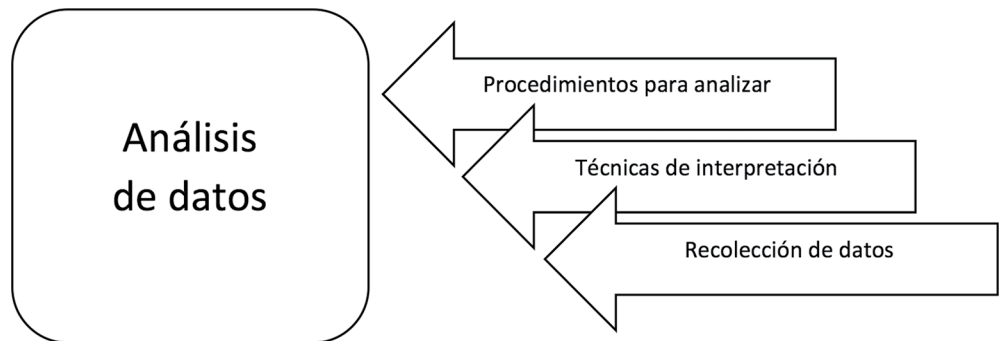 Análisis
de datos
Procedimientos para analizar
Técnicas de interpretación
Recolección de datos